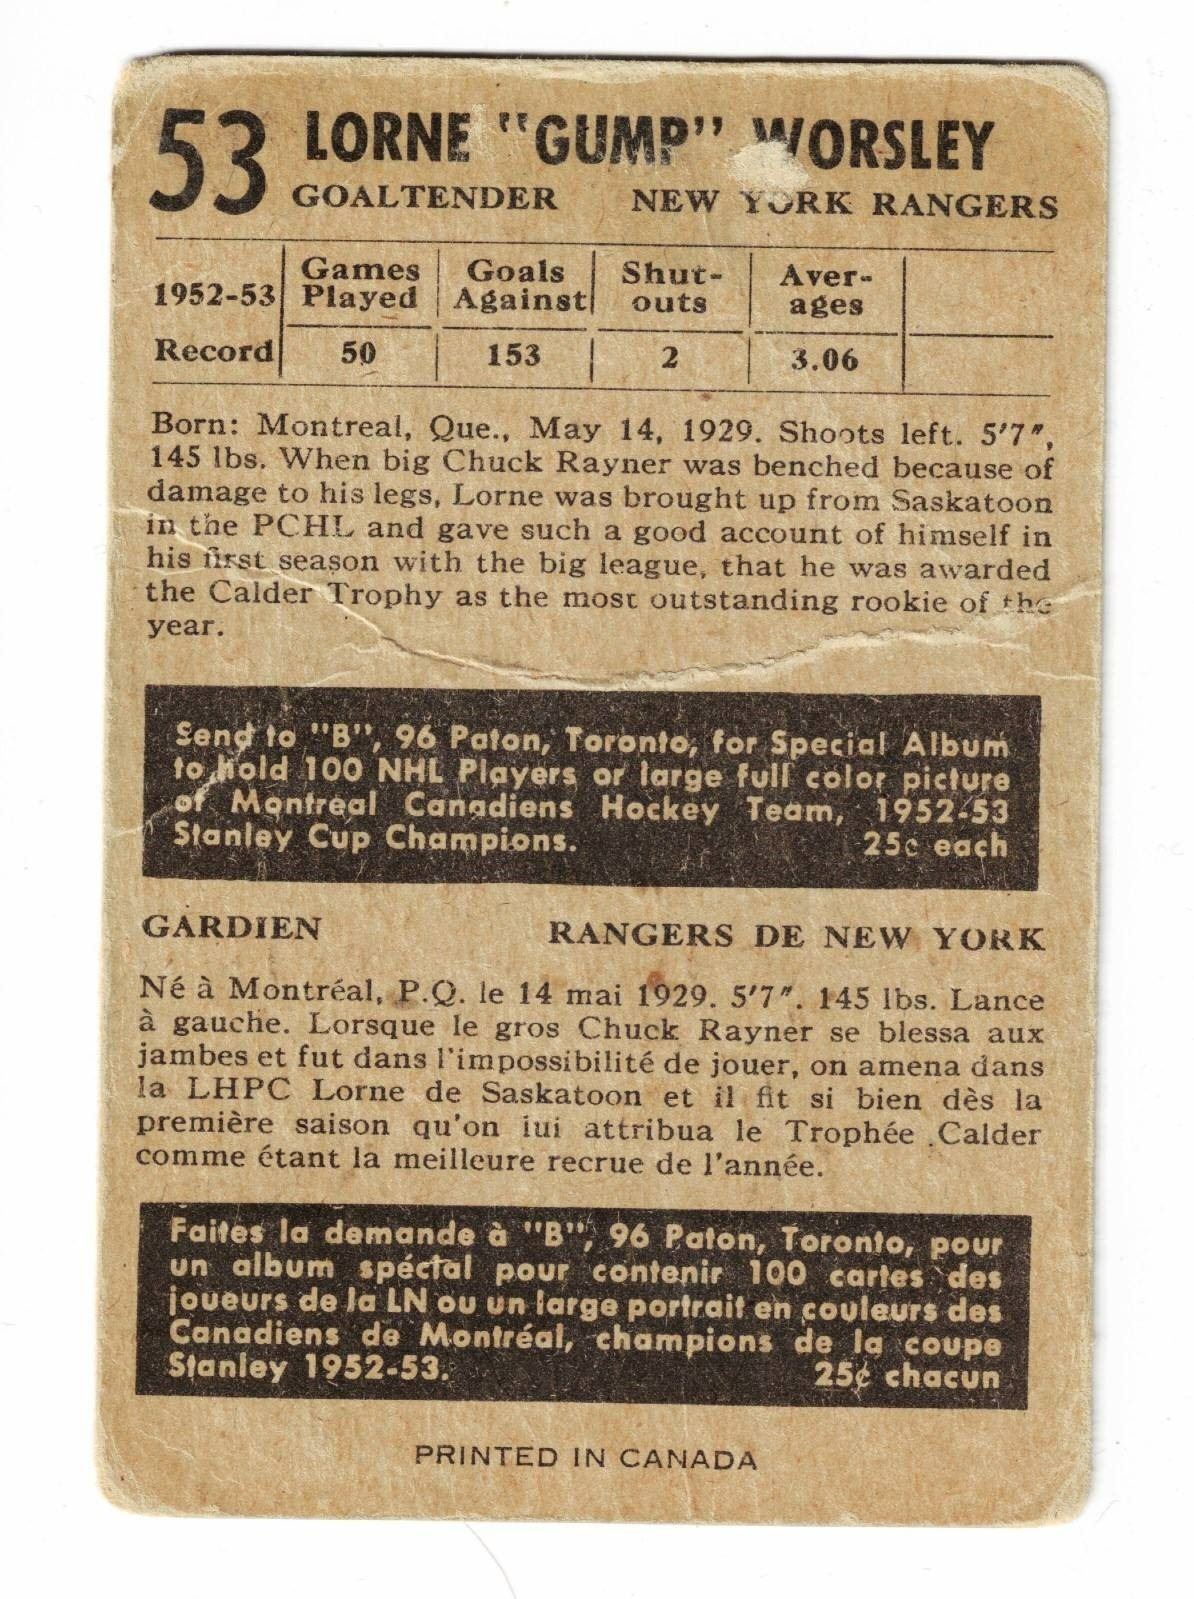 53 LORNE "GUMP" WORSLEY
GOALTENDER NEW YORK RANGERS
1952-53 Games Played Goals Against Shut-outs Aver-ages
Record 50 153 2 3.06
Born: Montreal, Que., May 14, 1929. Shoots left. 5'7",
145 lbs. When big Chuck Rayner was benched because of
damage to his legs, Lorne was brought up from Saskatoon
in the PCHL and gave such a good account of himself in
his first season with the big league, that he was awarded
the Calder Trophy as the most outstanding rookie of the
year.
Send to "B", 96 Paton, Toronto, for Special Album
to hold 100 NHL Players or large full color picture
of Montreal Canadiens Hockey Team, 1952-53
Stanley Cup Champions. 25c each
GARDIEN RANGERS DE NEW YORK
Né à Montréal, P.Q. le 14 mai 1929. 5'7". 145 lbs. Lance
à gauche. Lorsque le gros Chuck Rayner se blessa aux
jambes et fut dans l'impossibilité de jouer, on amena dans
la LHPC Lorne de Saskatoon et il fit si bien dès la
première saison qu'on lui attribua le Trophée Calder
comme étant la meilleure recrue de l'année.
Faites la demande à "B", 96 Paton, Toronto, pour
un album spécial pour contenir 100 cartes des
joueurs de la LN ou un large portrait en couleurs des
Canadiens de Montréal, champions de la coupe
Stanley 1952-53. 25¢ chacun
PRINTED IN CANADA